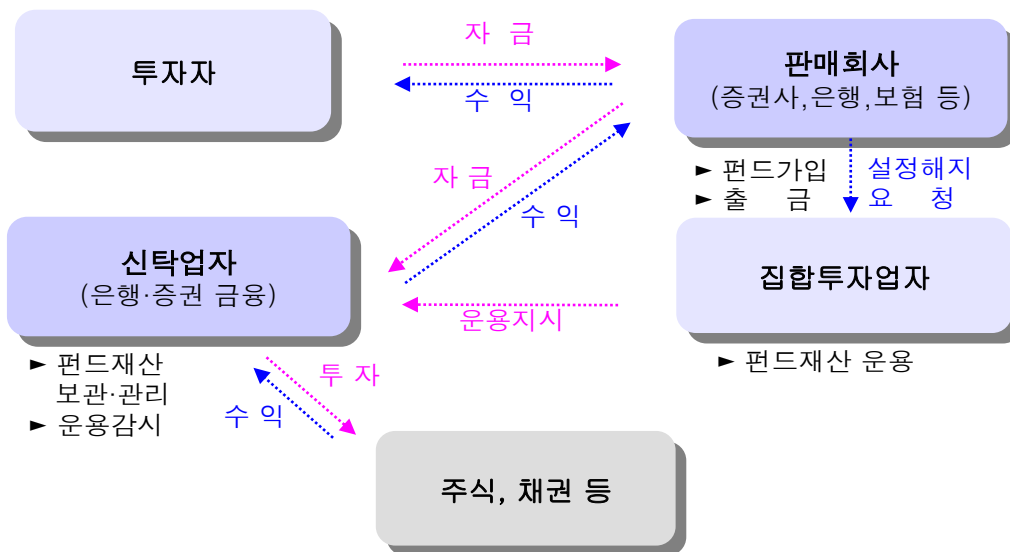 투자자
자 금
수 익
판매회사
(증권사,은행,보험 등)
► 펀드가입
► 출 금
설정해지
요 청
자 금
수 익
신탁업자
(은행·증권 금융)
집합투자업자
운용지시
► 펀드재산
보관·관리
► 운용감시
► 펀드재산 운용
투 자
수 익
주식, 채권 등